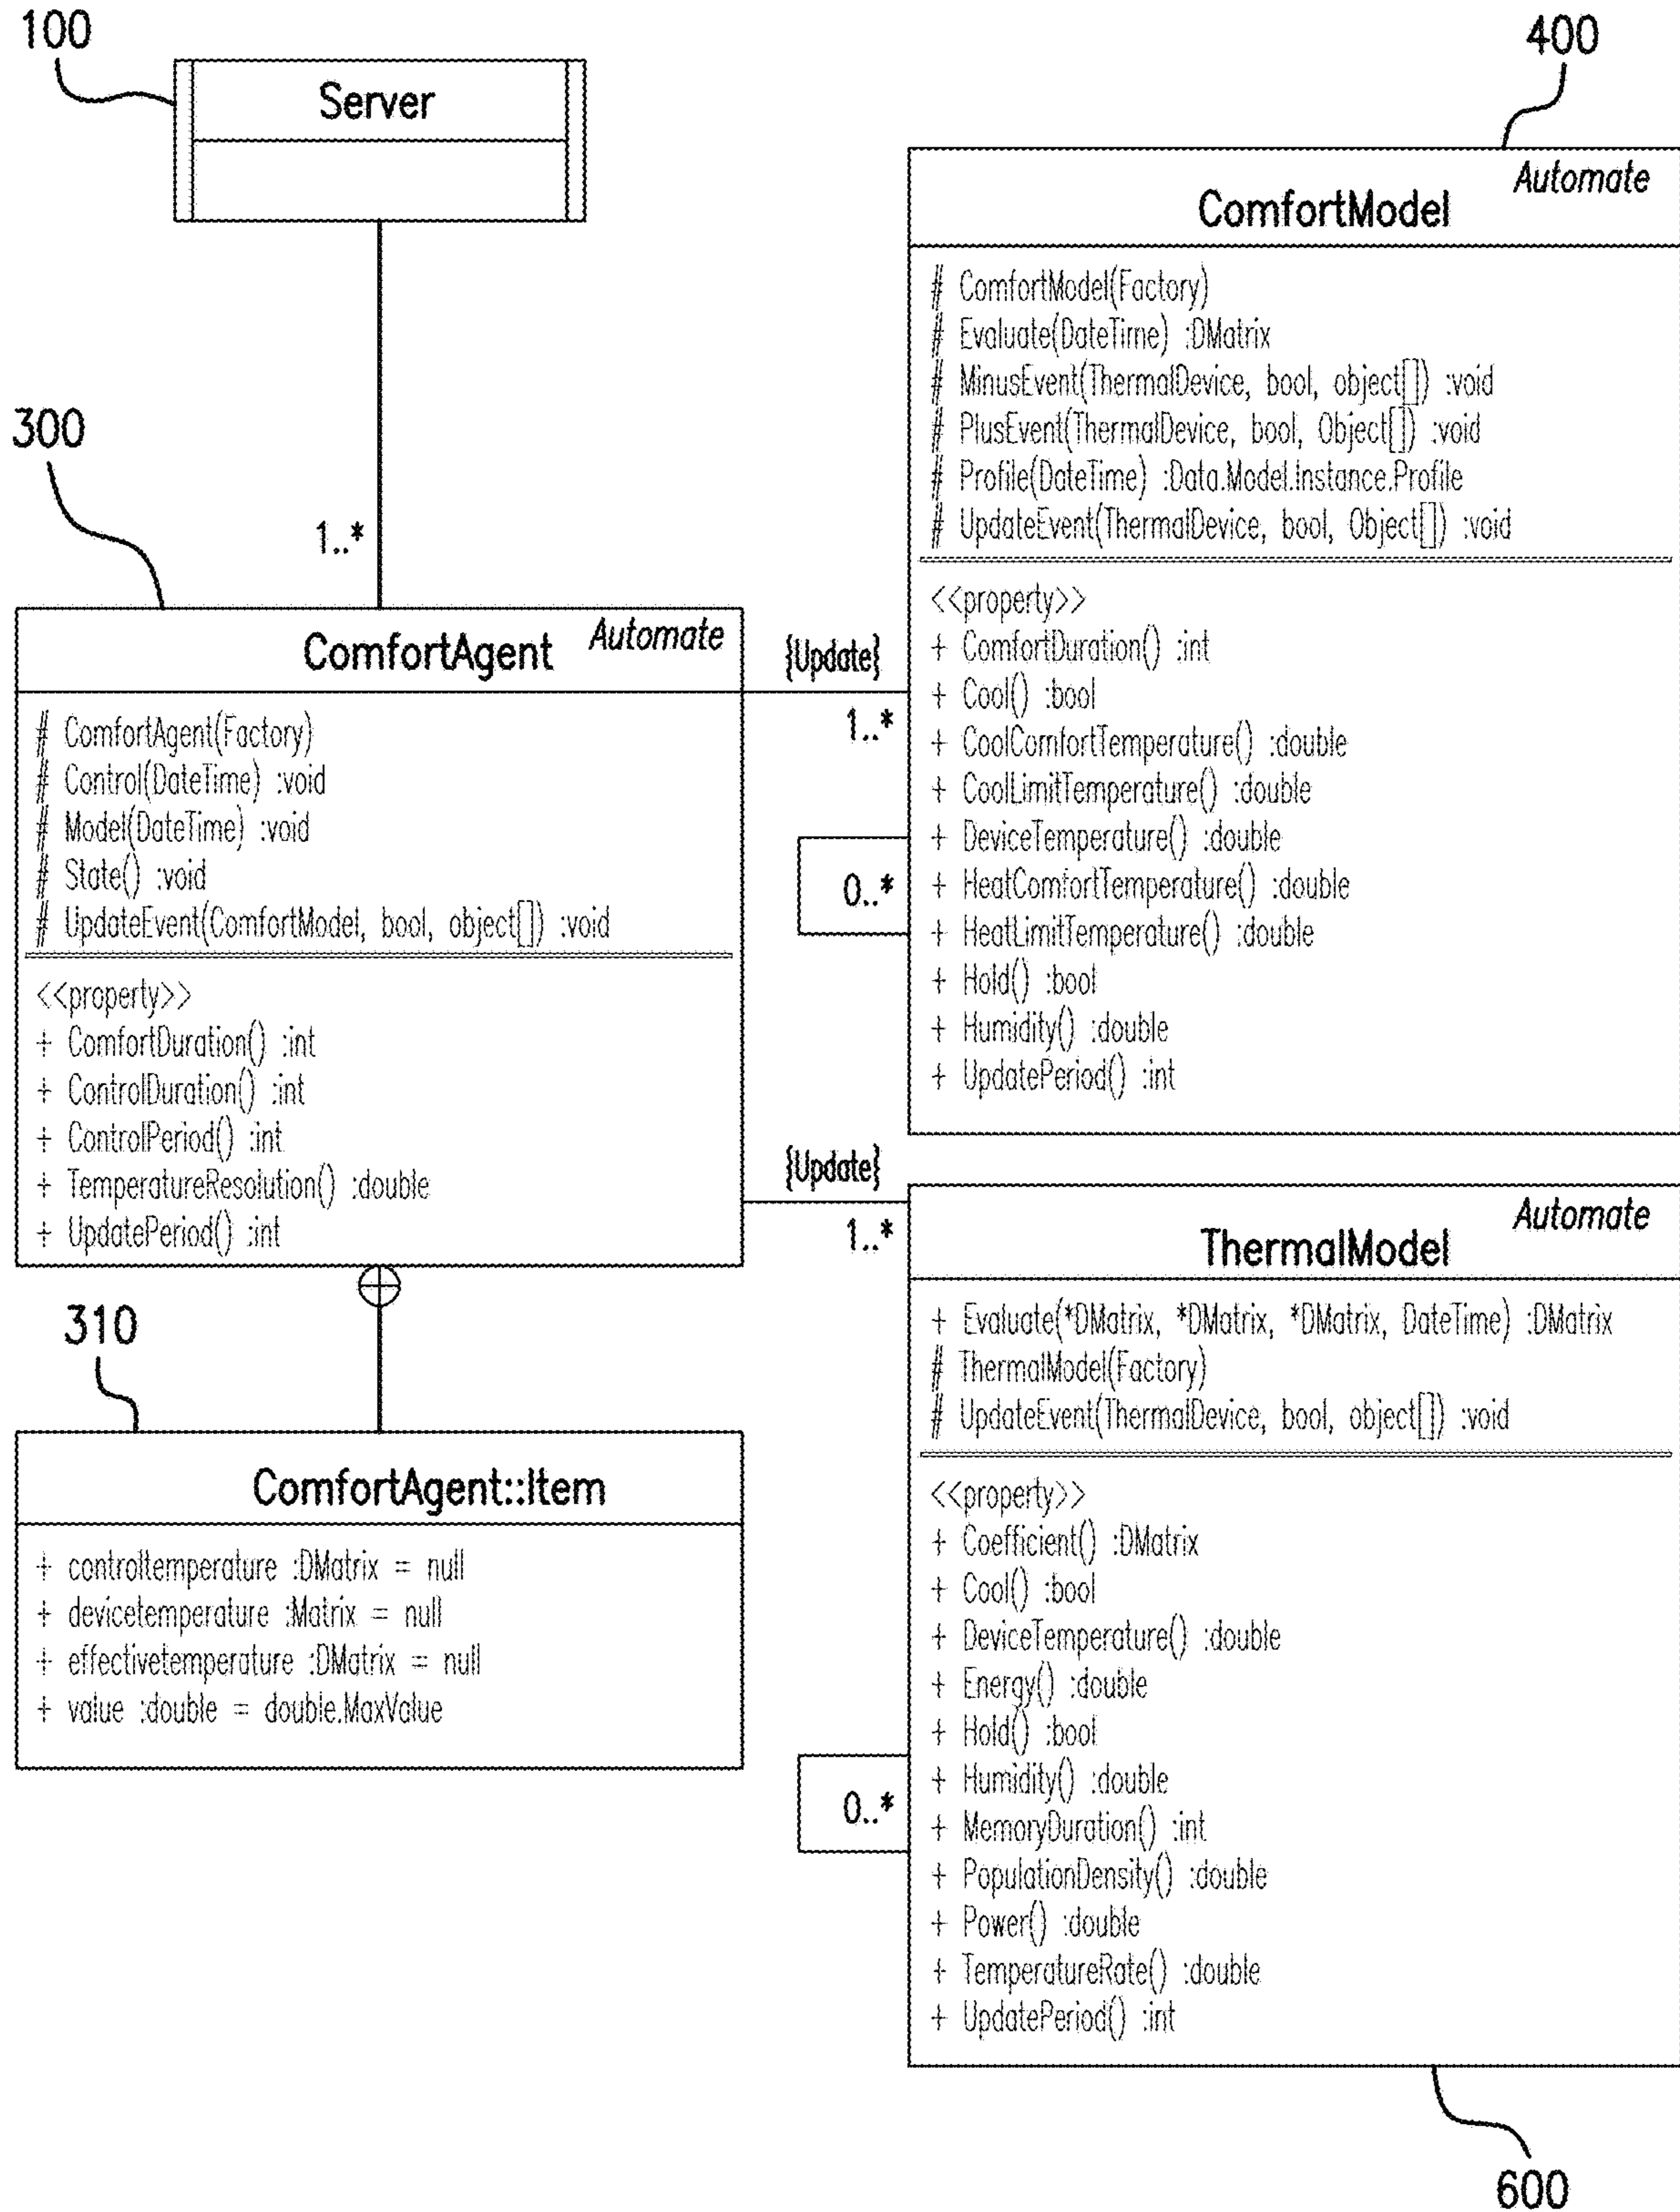 100
Server
1..*
300
Automate
ComfortAgent
# ComfortAgent(Factory)
# Control(DateTime) :void
# Model(DateTime) :void
# State() :void
# UpdateEvent(ComfortModel, bool, object[]) :void
<<property>>
+ ComfortDuration() :int
+ ControlDuration() :int
+ ControlPeriod() :int
+ TemperatureResolution() :double
+ UpdatePeriod() :int
310
ComfortAgent::Item
+ controltemperature :DMatrix = null
+ devicetemperature :Matrix = null
+ effectivetemperature :DMatrix = null
+ value :double = double.MaxValue
{Update}
1..*
0..*
400
Automate
ComfortModel
# ComfortModel(Factory)
# Evaluate(DateTime) :DMatrix
# MinusEvent(ThermalDevice, bool, object[]) :void
# PlusEvent(ThermalDevice, bool, Object[]) :void
# Profile(DateTime) :Data.Model.Instance.Profile
# UpdateEvent(ThermalDevice, bool, Object[]) :void
<<property>>
+ ComfortDuration() :int
+ Cool() :bool
+ CoolComfortTemperature() :double
+ CoolLimitTemperature() :double
+ DeviceTemperature() :double
+ HeatComfortTemperature() :double
+ HeatLimitTemperature() :double
+ Hold() :bool
+ Humidity() :double
+ UpdatePeriod() :int
{Update}
1..*
0..*
Automate
ThermalModel
+ Evaluate(*DMatrix, *DMatrix, *DMatrix, DateTime) :DMatrix
# ThermalModel(Factory)
# UpdateEvent(ThermalDevice, bool, object[]) :void
<<property>>
+ Coefficient() :DMatrix
+ Cool() :bool
+ DeviceTemperature() :double
+ Energy() :double
+ Hold() :bool
+ Humidity() :double
+ MemoryDuration() :int
+ PopulationDensity() :double
+ Power() :double
+ TemperatureRate() :double
+ UpdatePeriod() :int
600